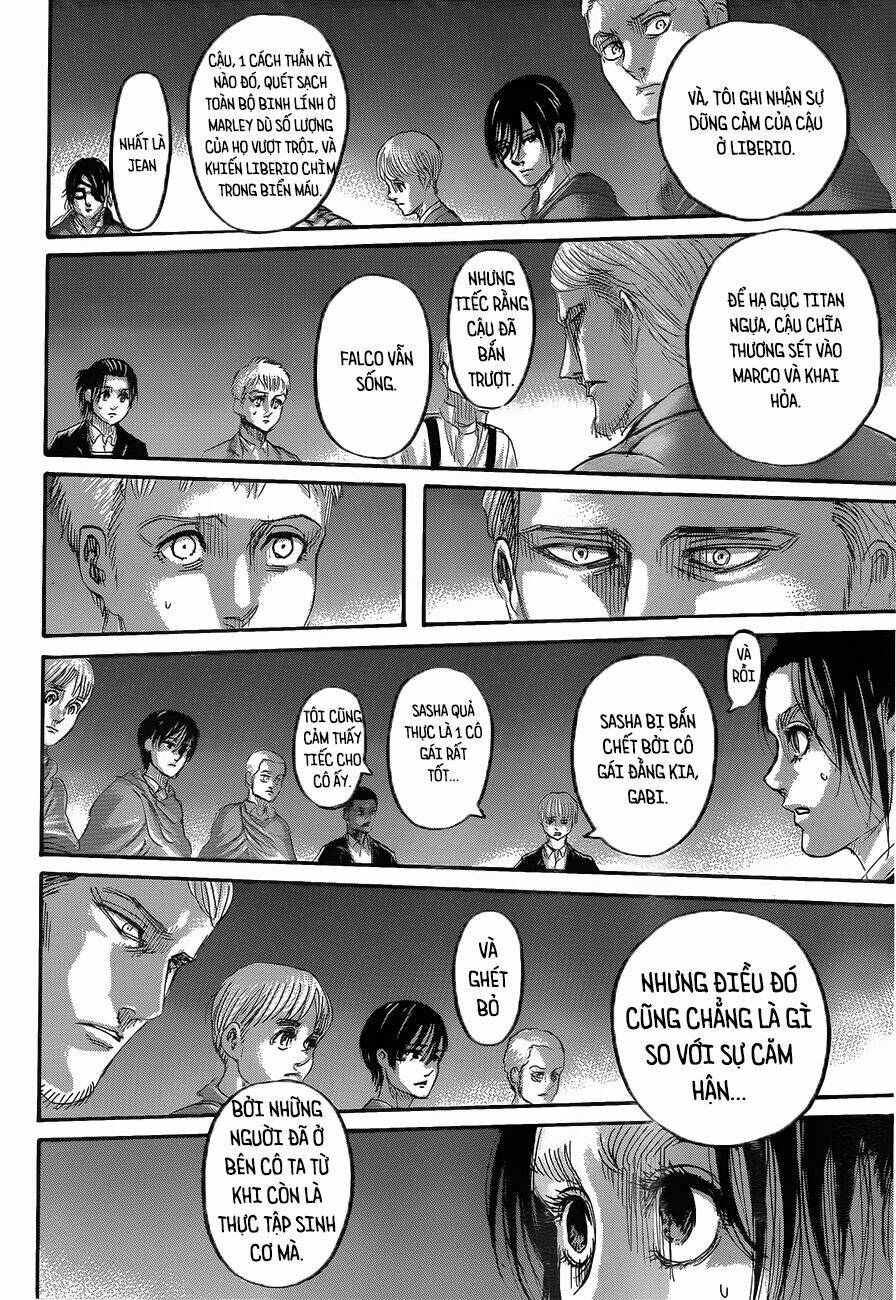 VÀ, TÔI GHI NHẬN SỰ
DŨNG CẢM CỦA CẬU
Ở LIBERIO.
CẬU, 1 CÁCH THẦN KÌ
NÀO ĐÓ, QUÉT SẠCH
TOÀN BỘ BINH LÍNH Ở
MARLEY DÙ SỐ LƯỢNG
CỦA HỌ VƯỢT TRỘI, VÀ
KHIẾN LIBERIO CHÌM
TRONG BIỂN MÁU.
NHẤT LÀ
JEAN
ĐỂ HẠ GỤC TITAN
NGỰA, CẬU CHĨA
THƯƠNG SÉT VÀO
MARCO VÀ KHAI
HỎA.
NHƯNG
TIẾC RẰNG
CẬU ĐÃ
BẮN
TRƯỢT.
FALCO VẪN
SỐNG.
VÀ
RỒI
SASHA BỊ BẮN
CHẾT BỞI CÔ
GÁI ĐẰNG KIA,
GABI.
SASHA QUẢ
THỰC LÀ 1 CÔ
GÁI RẤT
TỐT...
TÔI CŨNG
CẢM THẤY
TIẾC CHO
CÔ ẤY.
NHƯNG ĐIỀU ĐÓ
CŨNG CHẲNG LÀ GÌ
SO VỚI SỰ CĂM
HẬN...
VÀ
GHÉT
BỎ
BỞI NHỮNG
NGUỜI ĐÃ Ở
BÊN CÔ TA TỪ
KHI CÒN LÀ
THỰC TẬP SINH
CƠ MÀ.